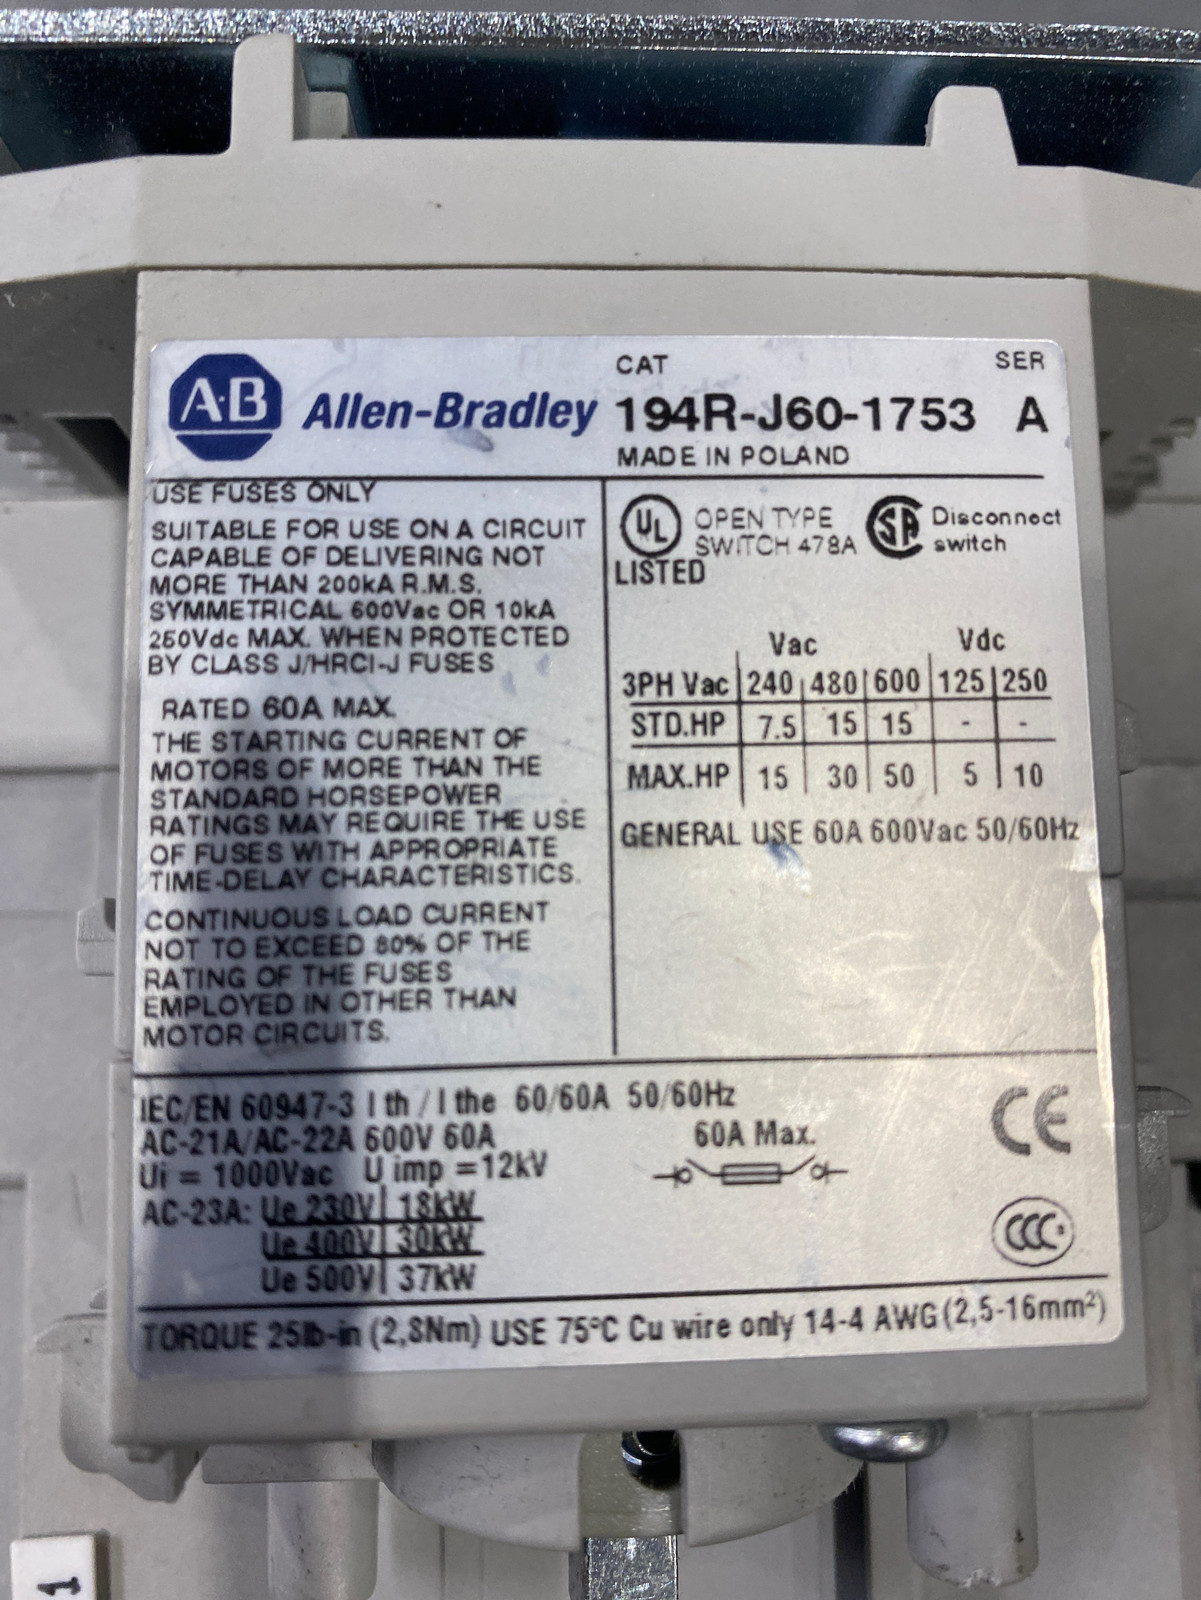 CAT SER
A-B Allen-Bradley 194R-J60-1753 A
MADE IN POLAND
USE FUSES ONLY
SUITABLE FOR USE ON A CIRCUIT
CAPABLE OF DELIVERING NOT
MORE THAN 200kA R.M.S.
SYMMETRICAL 600Vac OR 10kA
250Vdc MAX. WHEN PROTECTED
BY CLASS J/HRCI-J FUSES
RATED 60A MAX.
THE STARTING CURRENT OF
MOTORS OF MORE THAN THE
STANDARD HORSEPOWER
RATINGS MAY REQUIRE THE USE
OF FUSES WITH APPROPRIATE
TIME-DELAY CHARACTERISTICS.
CONTINUOUS LOAD CURRENT
NOT TO EXCEED 80% OF THE
RATING OF THE FUSES
EMPLOYED IN OTHER THAN
MOTOR CIRCUITS.
UL OPEN TYPE SA Disconnect
SWITCH 478A switch
LISTED
Vac Vdc
3PH Vac 240 480 600 125 250
STD.HP 7.5 15 15 - -
MAX.HP 15 30 50 5 10
GENERAL USE 60A 600Vac 50/60Hz
IEC/EN 60947-3 I th / I the 60/60A 50/60Hz CE
AC-21A/AC-22A 600V 60A 60A Max.
Ui = 1000Vac U imp = 12kV
AC-23A: Ue 230V 18kW
Ue 400V 30kW CCC
Ue 500V 37kW
TORQUE 25lb-in (2,8Nm) USE 75°C Cu wire only 14-4 AWG (2,5-16mm²)
1